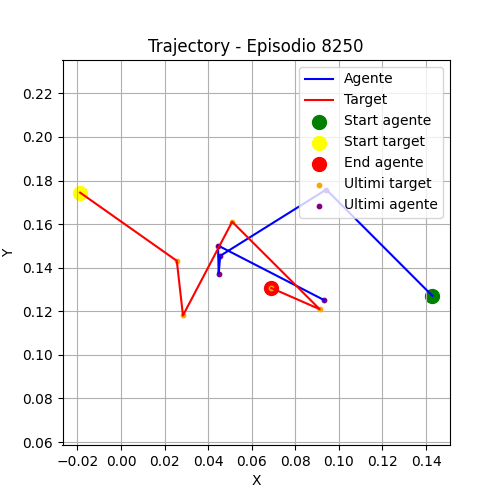 Trajectory - Episodio 8250
Agente
Target
Start agente
Start target
End agente
Ultimi target
Ultimi agente
0.22
0.20
0.18
0.16
0.14
0.12
0.10
0.08
0.06
Y
−0.02 0.00 0.02 0.04 0.06 0.08 0.10 0.12 0.14
X